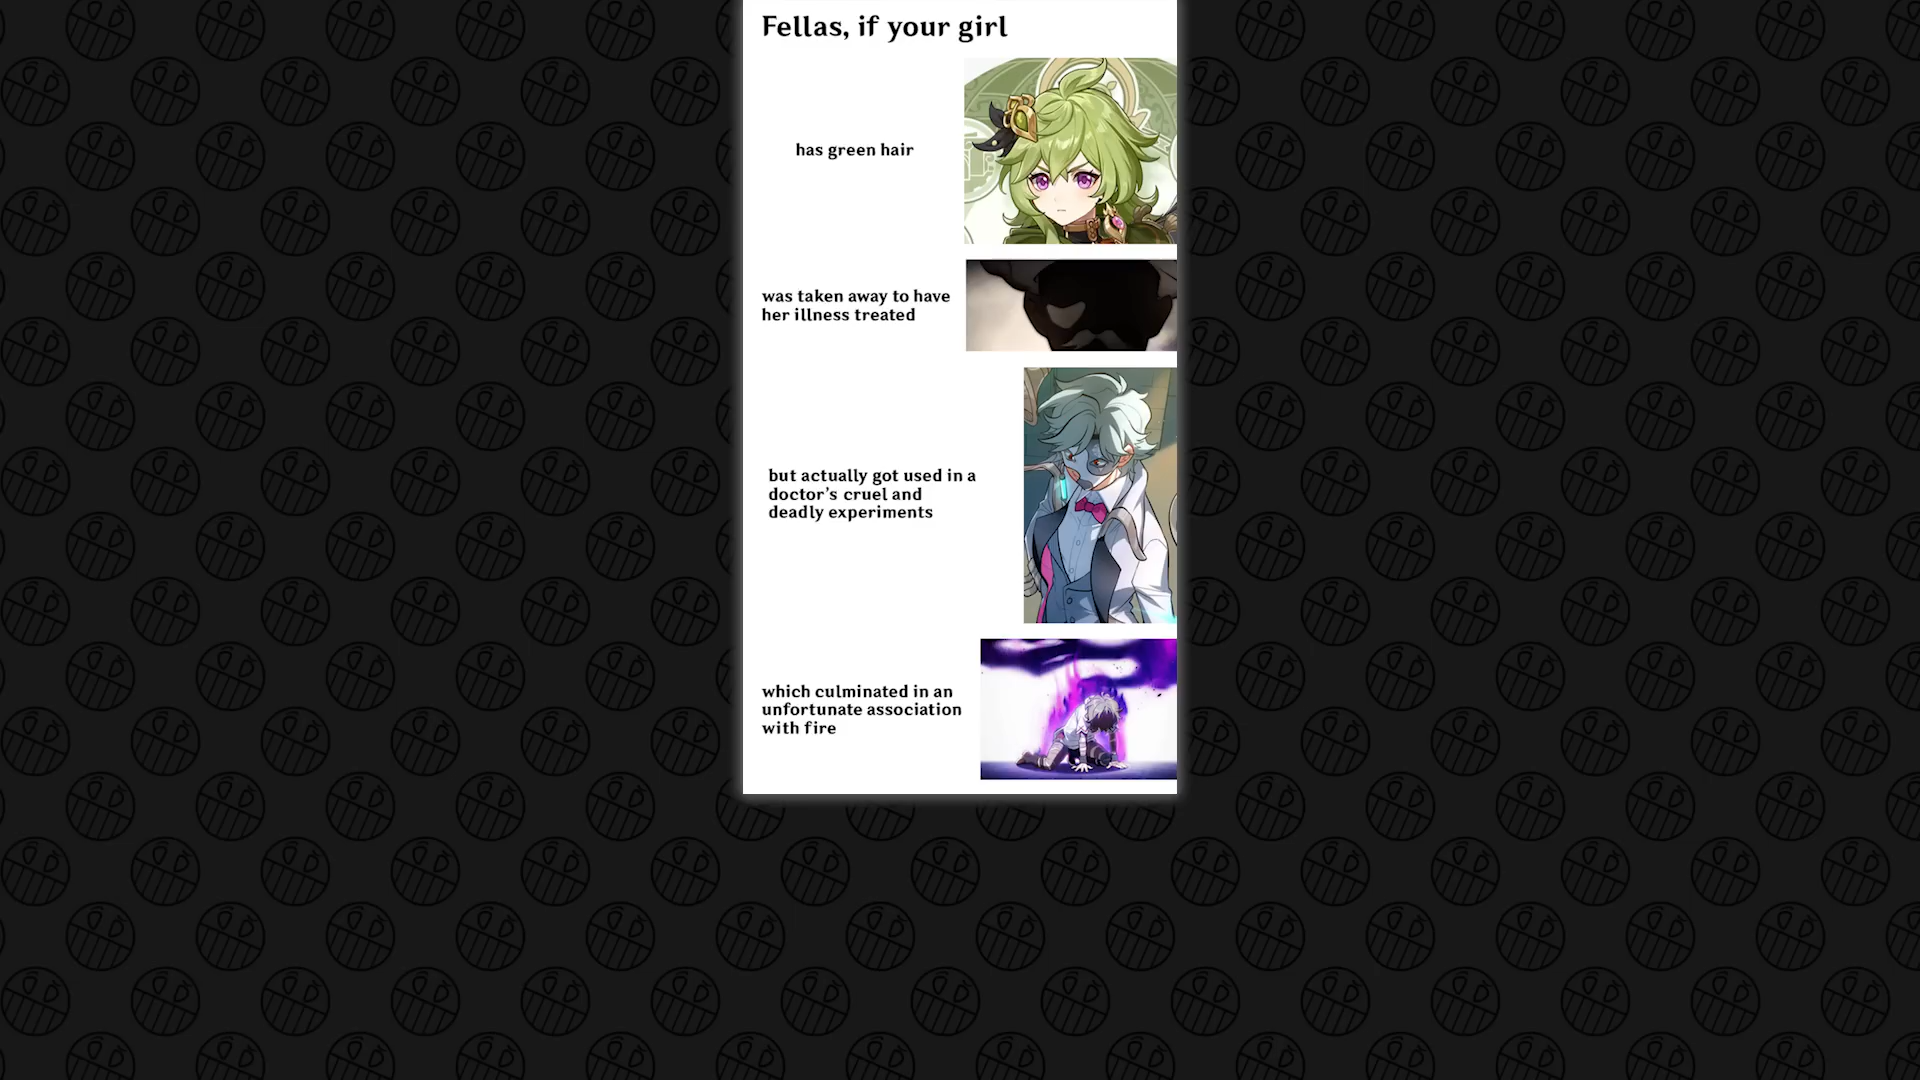 Fellas, if your girl
has green hair
was taken away to have
her illness treated
but actually got used in a
doctor's cruel and
deadly experiments
which culminated in an
unfortunate association
with fire